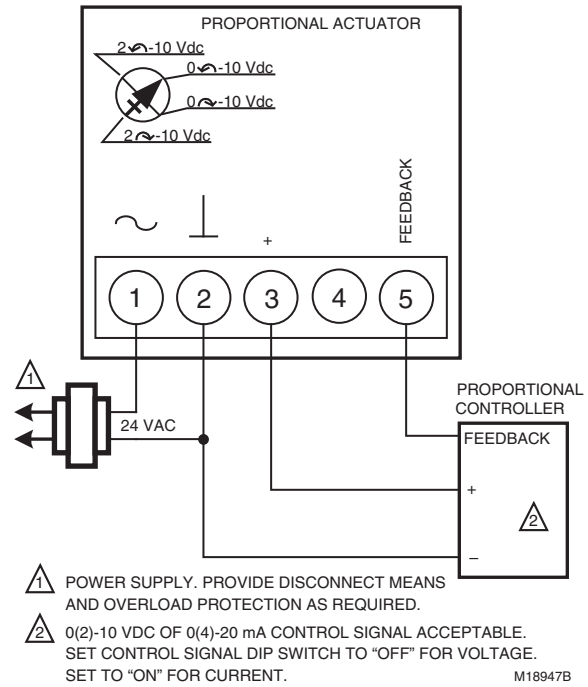 PROPORTIONAL ACTUATOR
2 -10 Vdc
0 -10 Vdc
0 -10 Vdc
2 -10 Vdc
FEEDBACK
+
1 2 3 4 5
1
24 VAC
PROPORTIONAL
CONTROLLER
FEEDBACK
+
2
–
1 POWER SUPPLY. PROVIDE DISCONNECT MEANS
AND OVERLOAD PROTECTION AS REQUIRED.
2 0(2)-10 VDC OF 0(4)-20 mA CONTROL SIGNAL ACCEPTABLE.
SET CONTROL SIGNAL DIP SWITCH TO “OFF” FOR VOLTAGE.
SET TO “ON” FOR CURRENT.
M18947B